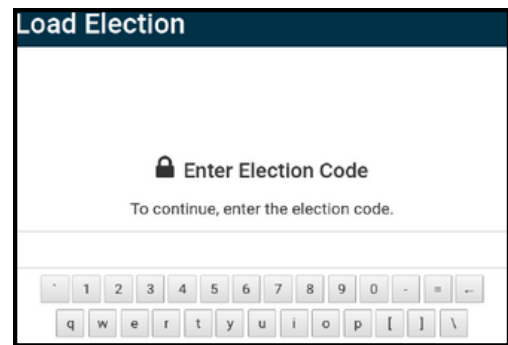 Load Election
Enter Election Code
To continue, enter the election code.
` 1 2 3 4 5 6 7 8 9 0 - = ←
q w e r t y u i o p [ ] \